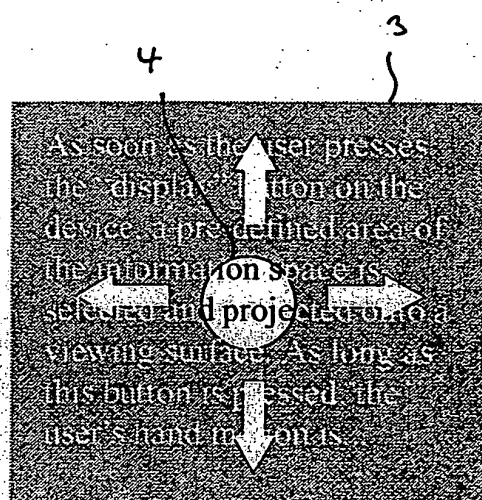 4
3
As soon as the user presses
the "display" button on the
device, a pre-defined area of
the information space is
selected and projected onto a
viewing surface. As long as
this button is pressed, the
user's hand motion is...